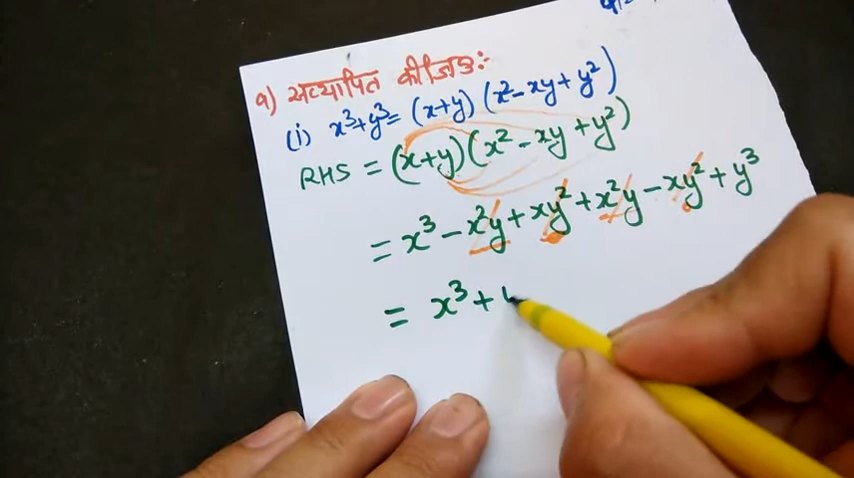 9) सत्यापित कीजिए:-
(i) x³+y³= (x+y) (x²-xy+y²)
RHS = (x+y)(x²-xy+y²)
= x³-x²y+xy²+x²y-xy²+y³
= x³+